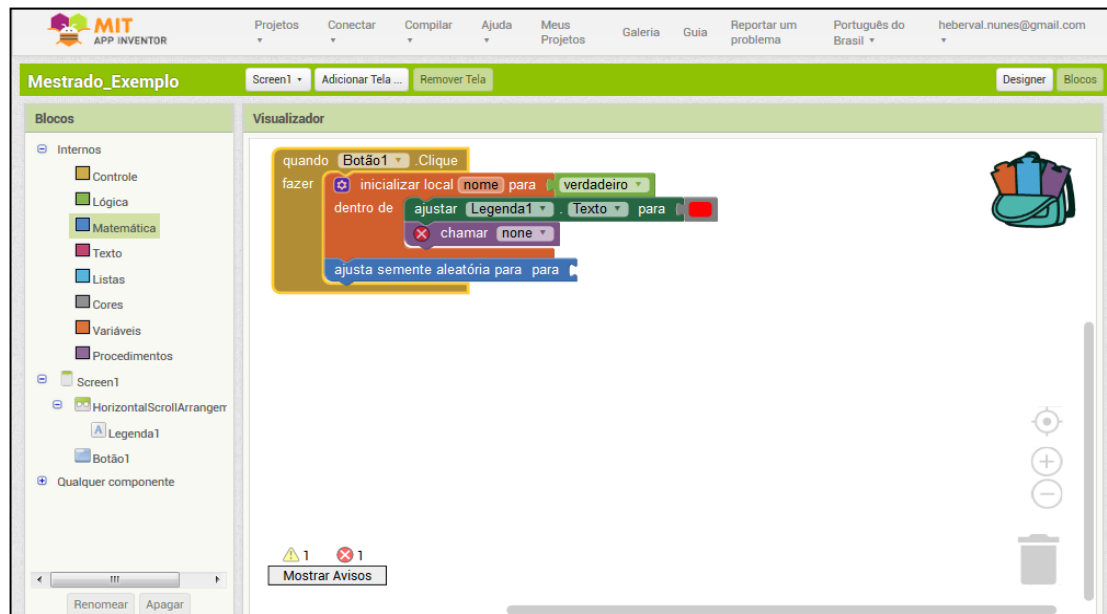 MIT
APP INVENTOR
Projetos
Conectar
Compilar
Ajuda
Meus
Projetos
Galeria
Guia
Reportar um
problema
Português do
Brasil
heberval.nunes@gmail.com
Mestrado_Exemplo
Screen1
Adicionar Tela ...
Remover Tela
Designer
Blocos
Blocos
Internos
Controle
Lógica
Matemática
Texto
Listas
Cores
Variáveis
Procedimentos
Screen1
HorizontalScrollArrangem
Legenda1
Botão1
Qualquer componente
Renomear
Apagar
Visualizador
quando Botão1 .Clique
fazer inicializar local nome para verdadeiro
dentro de ajustar Legenda1 . Texto para
chamar none
ajusta semente aleatória para para
1 1
Mostrar Avisos